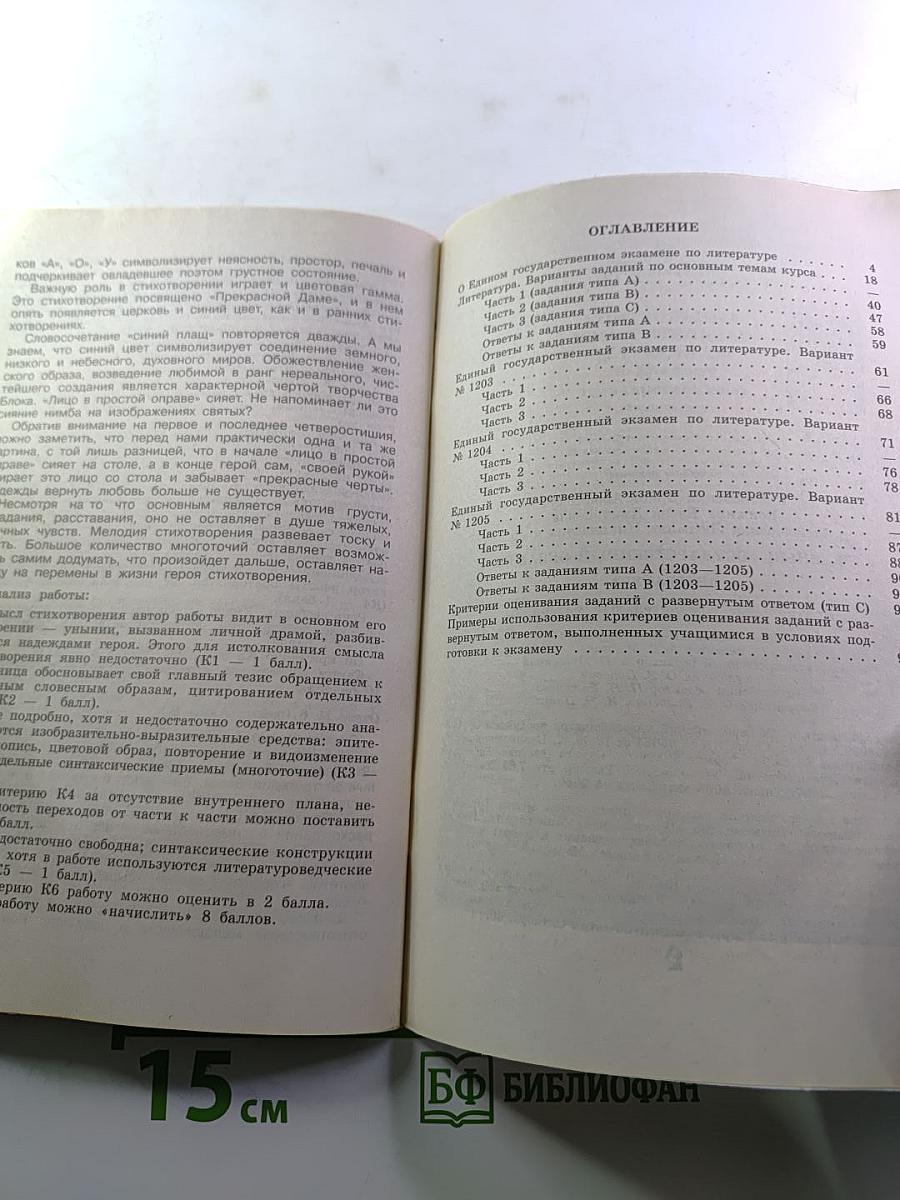 ков «А», «О», «У» символизирует неясность, простор, печаль и
подчеркивает овладевшее поэтом грустное состояние.
Важную роль в стихотворении играет и цветовая гамма.
Это стихотворение посвящено «Прекрасной Даме», и в нем
опять появляется церковь и синий цвет, как и в ранних сти-
хотворениях.
Словосочетание «синий плащ» повторяется дважды. А мы
знаем, что синий цвет символизирует соединение земного,
низкого и небесного, духовного миров. Обожествление жен-
ского образа, возведение любимой в ранг нереального, чис-
тейшего создания является характерной чертой творчества
Блока. «Лицо в простой оправе» сияет. Не напоминает ли это
сияние нимба на изображениях святых?
Обратив внимание на первое и последнее четверостишия,
можно заметить, что перед нами практически одна и та же
артина, с той лишь разницей, что в начале «лицо в простой
праве» сияет на столе, а в конце герой сам, «своей рукой»
ирает это лицо со стола и забывает «прекрасные черты».
дежды вернуть любовь больше не существует.
Несмотря на то что основным является мотив грусти,
адания, расставания, оно не оставляет в душе тяжелых,
чных чувств. Мелодия стихотворения развевает тоску и
ть. Большое количество многоточий оставляет возмож-
ь самим додумать, что произойдет дальше, оставляет на-
ду на перемены в жизни героя стихотворения.
ализ работы:
ысл стихотворения автор работы видит в основном его
рении — унынии, вызванном личной драмой, разбив-
ся надеждами героя. Этого для истолкования смысла
творения явно недостаточно (К1 — 1 балл).
ница обосновывает свой главный тезис обращением к
ным словесным образам, цитированием отдельных
К2 — 1 балл).
е подробно, хотя и недостаточно содержательно ана-
ются изобразительно-выразительные средства: эпите-
опись, цветовой образ, повторение и видоизменение
дельные синтаксические приемы (многоточие) (К3 —
итерию К4 за отсутствие внутреннего плана, не-
ность переходов от части к части можно поставить
балл.
достаточно свободна; синтаксические конструкции
хотя в работе используются литературоведческие
К5 — 1 балл).
ерию К6 работу можно оценить в 2 балла.
работу можно «начислить» 8 баллов.
ОГЛАВЛЕНИЕ
О Едином государственном экзамене по литературе . . . . . . 4
Литература. Варианты заданий по основным темам курса . . . 18
Часть 1 (задания типа А) . . . . . . . . . . . . . . . . —
Часть 2 (задания типа В) . . . . . . . . . . . . . . . . 40
Часть 3 (задания типа С) . . . . . . . . . . . . . . . . 47
Ответы к заданиям типа А . . . . . . . . . . . . . . . . 58
Ответы к заданиям типа В . . . . . . . . . . . . . . . . 59
Единый государственный экзамен по литературе. Вариант
№ 1203 . . . . . . . . . . . . . . . . . . . . . . . . 61
Часть 1 . . . . . . . . . . . . . . . . . . . . . . . . —
Часть 2 . . . . . . . . . . . . . . . . . . . . . . . . 66
Часть 3 . . . . . . . . . . . . . . . . . . . . . . . . 68
Единый государственный экзамен по литературе. Вариант
№ 1204 . . . . . . . . . . . . . . . . . . . . . . . . 71
Часть 1 . . . . . . . . . . . . . . . . . . . . . . . . —
Часть 2 . . . . . . . . . . . . . . . . . . . . . . . . 76
Часть 3 . . . . . . . . . . . . . . . . . . . . . . . . 78
Единый государственный экзамен по литературе. Вариант
№ 1205 . . . . . . . . . . . . . . . . . . . . . . . . 81
Часть 1 . . . . . . . . . . . . . . . . . . . . . . . . —
Часть 2 . . . . . . . . . . . . . . . . . . . . . . . . 87
Часть 3 . . . . . . . . . . . . . . . . . . . . . . . .
Ответы к заданиям типа А (1203—1205) . . . . . . . . .
Ответы к заданиям типа В (1203—1205) . . . . . . . . .
Критерии оценивания заданий с развернутым ответом (тип С)
Примеры использования критериев оценивания заданий с раз-
вернутым ответом, выполненных учащимися в условиях под-
готовки к экзамену . . . . . . . . . . . . . . . . . .
15 см
БФ БИБЛИОФАН